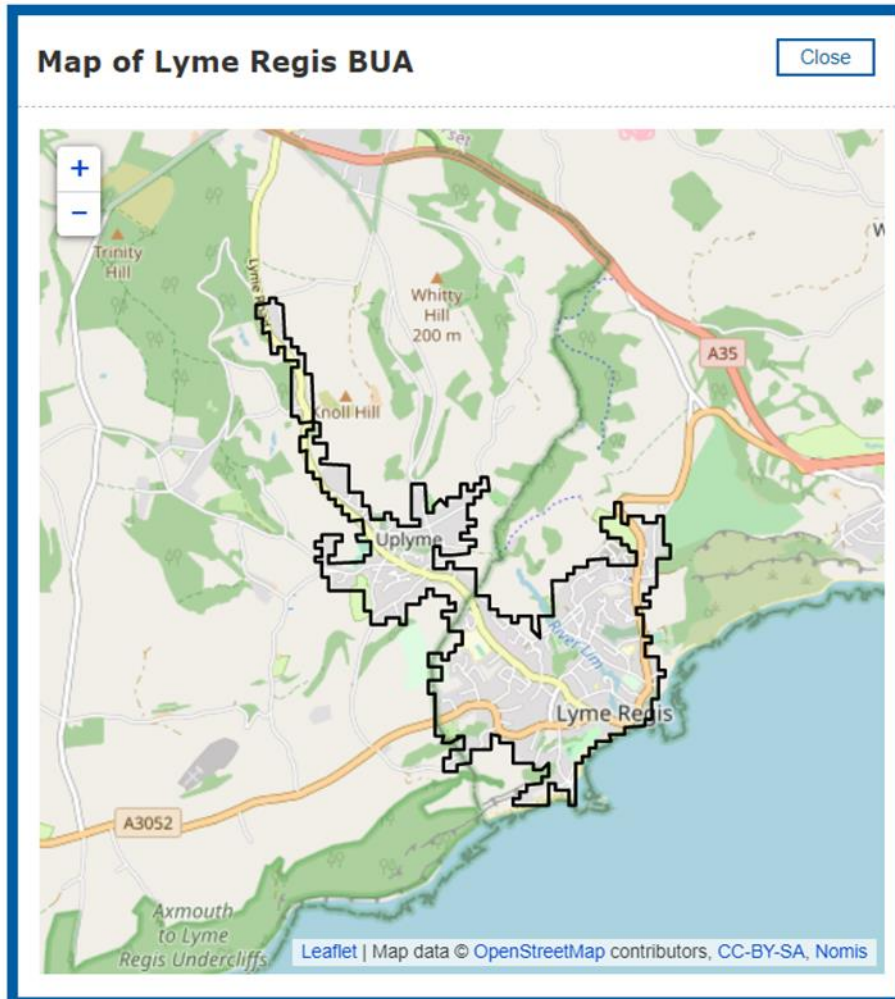 Map of Lyme Regis BUA
Close
+
−
set
W
Trinity
Hill
Whitty
Hill
200 m
A35
Knoll Hill
Uplyme
River Lim
Lyme Regis
A3052
Axmouth
to Lyme
Regis Undercliffs
Leaflet | Map data © OpenStreetMap contributors, CC-BY-SA, Nomis